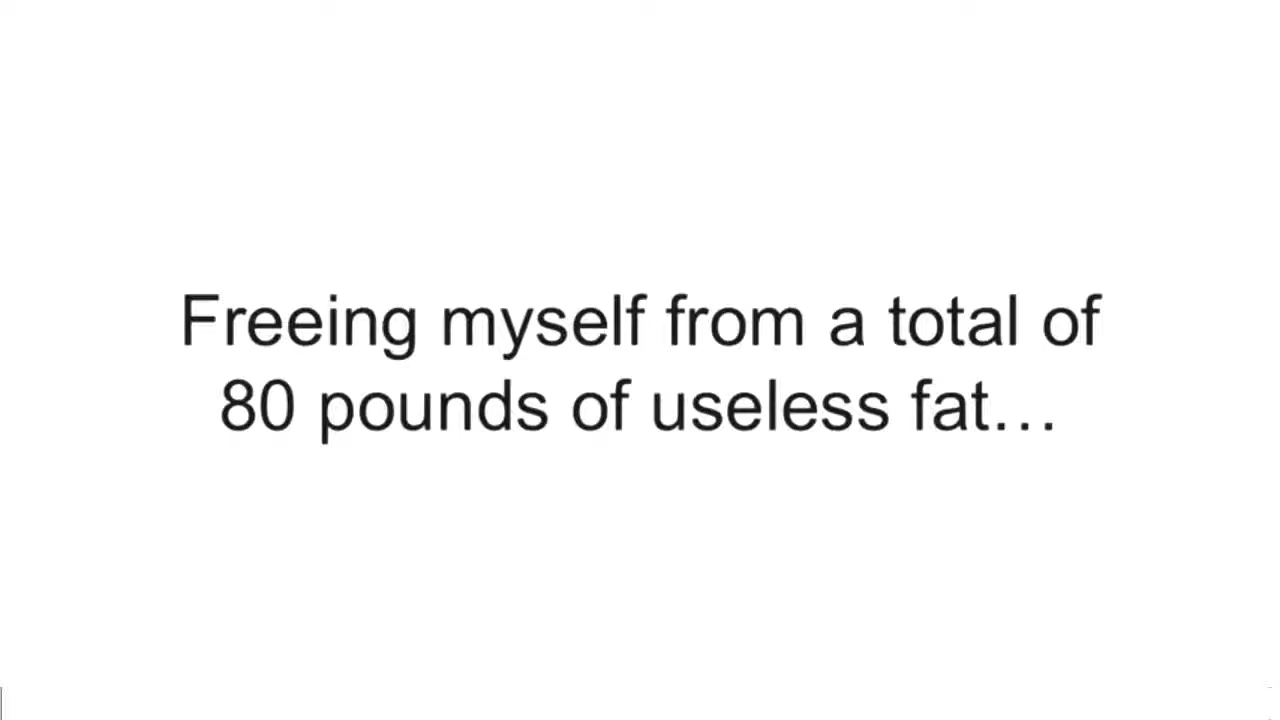 Freeing myself from a total of
80 pounds of useless fat…